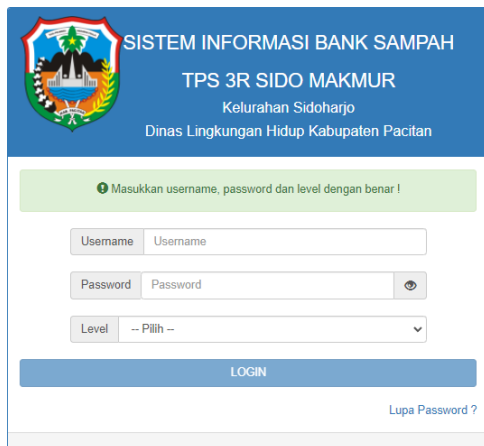 SISTEM INFORMASI BANK SAMPAH
TPS 3R SIDO MAKMUR
Kelurahan Sidoharjo
Dinas Lingkungan Hidup Kabupaten Pacitan
Masukkan username, password dan level dengan benar !
Username Username
Password Password
Level -- Pilih --
LOGIN
Lupa Password ?